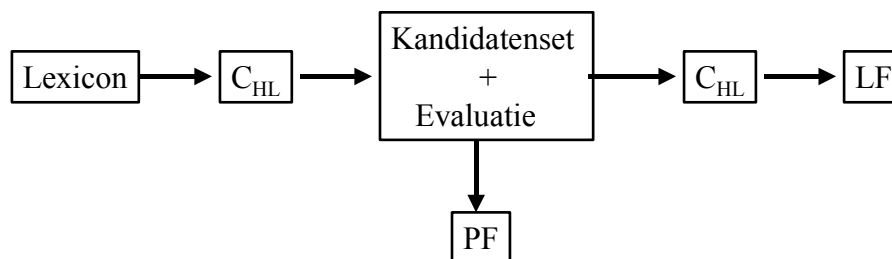 Lexicon
C_HL
Kandidatenset
+
Evaluatie
C_HL
LF
PF